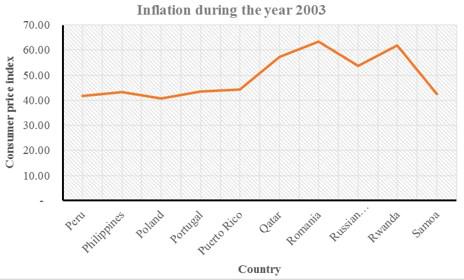 Inflation during the year 2003
70.00
60.00
50.00
40.00
30.00
20.00
10.00
-
Consumer price index
Peru
Philippines
Poland
Portugal
Puerto Rico
Qatar
Romania
Russian...
Rwanda
Samoa
Country